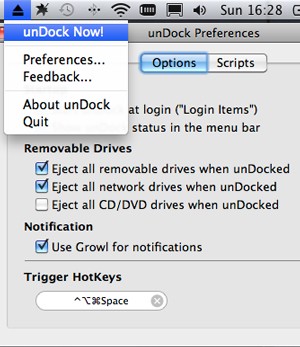 Sun 16:28
unDock Now!
unDock Preferences
Preferences...
Feedback...
About unDock
Quit
Options
Scripts
at login ("Login Items")
status in the menu bar
Removable Drives
Eject all removable drives when unDocked
Eject all network drives when unDocked
Eject all CD/DVD drives when unDocked
Notification
Use Growl for notifications
Trigger HotKeys
^⌥⌘Space